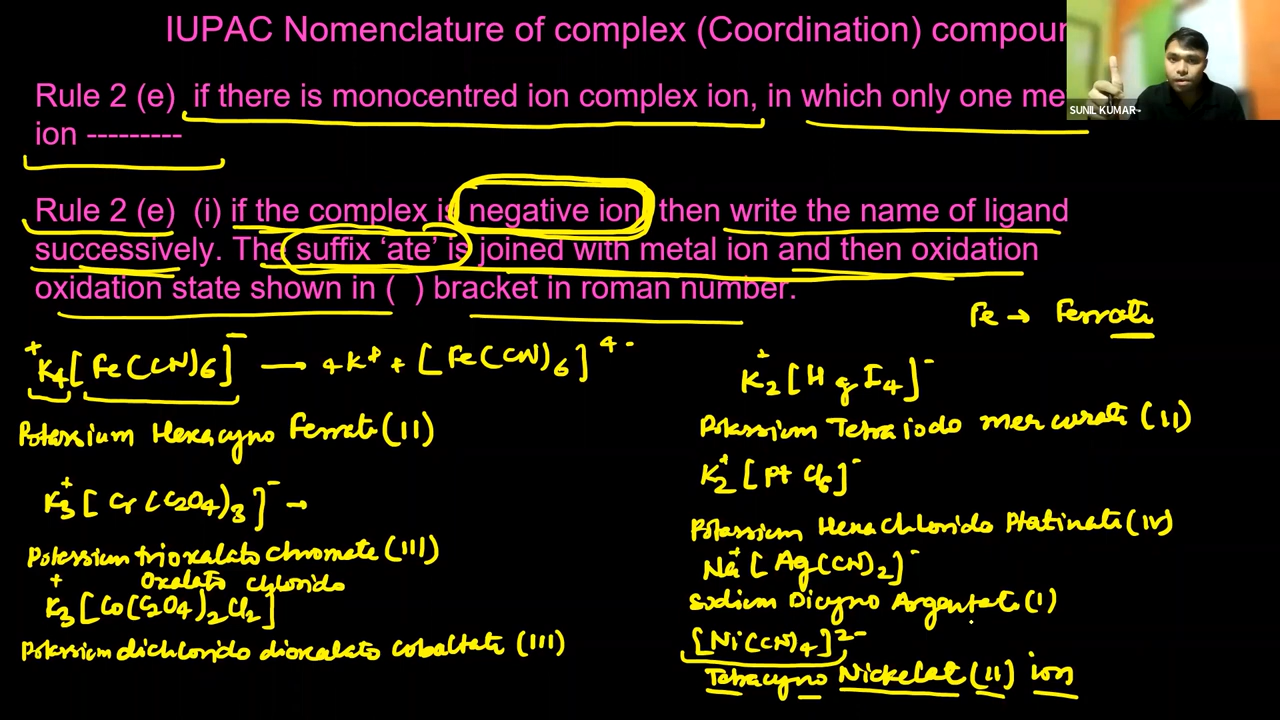 IUPAC Nomenclature of complex (Coordination) compoun
SUNIL KUMAR
Rule 2 (e) if there is monocentred ion complex ion, in which only one me
ion ---------
Rule 2 (e) (i) if the complex is negative ion then write the name of ligand
successively. The suffix ‘ate’ is joined with metal ion and then oxidation
oxidation state shown in ( ) bracket in roman number.
Fe → Ferrate
+K4[Fe(CN)6]- — 4K+ + [Fe(CN)6]4-
Potassium Hexacyno Ferrate (II)
K3+[Cr(C2O4)3]- →
Potassium trioxalato chromate (III)
+ Oxalato chlorido
K3[Co(C2O4)2Cl2]
Potassium dichlorido dioxalato cobaltate (III)
K2+[HgI4]-
Potassium Tetraiodo mercurate (II)
K2+[PtCl6]-
Potassium Hexachlorido Platinate (IV)
Na+[Ag(CN)2]-
Sodium Dicyno Argentate (I)
[Ni(CN)4]2-
Tetracyno Nickelat (II) ion